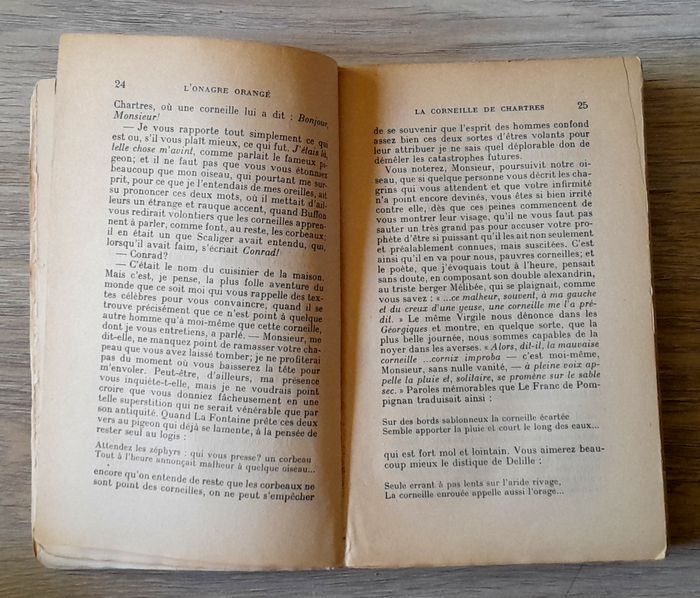 24
L'ONAGRE ORANGÉ
Chartres, où une corneille lui a dit : Bonjour,
Monsieur!
— Je vous rapporte tout simplement ce qui
est ou, s'il vous plaît mieux, ce qui fut. J'étais là,
telle chose m'avint, comme parlait le fameux pi-
geon; et il ne faut pas que vous vous étonniez
beaucoup que mon oiseau, qui pourtant me sur-
prit, pour ce que je l'entendais de mes oreilles, ait
su prononcer ces deux mots, où il mettait d'ail-
leurs un étrange et rauque accent, quand Buffon
vous redirait volontiers que les corneilles appren-
nent à parler, comme font, au reste, les corbeaux;
il en était un que Scaliger avait entendu, qui,
lorsqu'il avait faim, s'écriait Conrad!
— Conrad?
— C'était le nom du cuisinier de la maison.
Mais c'est, je pense, la plus folle aventure du
monde que ce soit moi qui vous rappelle des tex-
tes célèbres pour vous convaincre, quand il se
trouve précisément que ce n'est point à quelque
autre homme qu'à moi-même que cette corneille,
dont je vous entretiens, a parlé. — Monsieur, me
dit-elle, ne manquez point de ramasser votre cha-
peau que vous avez laissé tomber; je ne profiterai
pas du moment où vous baisserez la tête pour
m'envoler. Peut-être, d'ailleurs, ma présence
vous inquiète-t-elle, mais je ne voudrais point
croire que vous donniez fâcheusement en une
telle superstition qui ne serait vénérable que par
son antiquité. Quand La Fontaine prête ces deux
vers au pigeon qui déjà se lamente, à la pensée de
rester seul au logis :
Attendez les zéphyrs : qui vous presse? un corbeau
Tout à l'heure annonçait malheur à quelque oiseau...
encore qu'on entende de reste que les corbeaux ne
sont point des corneilles, on ne peut s'empêcher
LA CORNEILLE DE CHARTRES
25
de se souvenir que l'esprit des hommes confond
assez bien ces deux sortes d'êtres volants pour
leur attribuer je ne sais quel déplorable don de
démêler les catastrophes futures.
Vous noterez, Monsieur, poursuivit notre oi-
seau, que si quelque personne vous décrit les cha-
grins qui vous attendent et que votre infirmité
n'a point encore devinés, vous êtes si bien irrité
contre elle, dès que ces peines commencent de
vous montrer leur visage, qu'il ne vous faut pas
sauter un très grand pas pour accuser votre pro-
phète d'être si puissant qu'il les ait non seulement
et préalablement connues, mais suscitées. C'est
ainsi qu'il en va pour nous, pauvres corneilles; et
le poète, que j'évoquais tout à l'heure, pensait
sans doute, en composant son double alexandrin,
au triste berger Mélibée, qui se plaignait, comme
vous savez : « ...ce malheur, souvent, à ma gauche
et du creux d'une yeuse, une corneille me l'a pré-
dit. » Le même Virgile nous dénonce dans les
Géorgiques et montre, en quelque sorte, que la
plus belle journée, nous sommes capables de la
noyer dans les averses. « Alors, dit-il, la mauvaise
corneille ...cornix improba — c'est moi-même,
Monsieur, sans nulle vanité, — à pleine voix ap-
pelle la pluie et, solitaire, se promène sur le sable
sec. » Paroles mémorables que Le Franc de Pom-
pignan traduisait ainsi :
Sur des bords sablonneux la corneille écartée
Semble apporter la pluie et court le long des eaux...
qui est fort mol et lointain. Vous aimerez beau-
coup mieux le distique de Delille :
Seule errant à pas lents sur l'aride rivage,
La corneille enrouée appelle aussi l'orage...